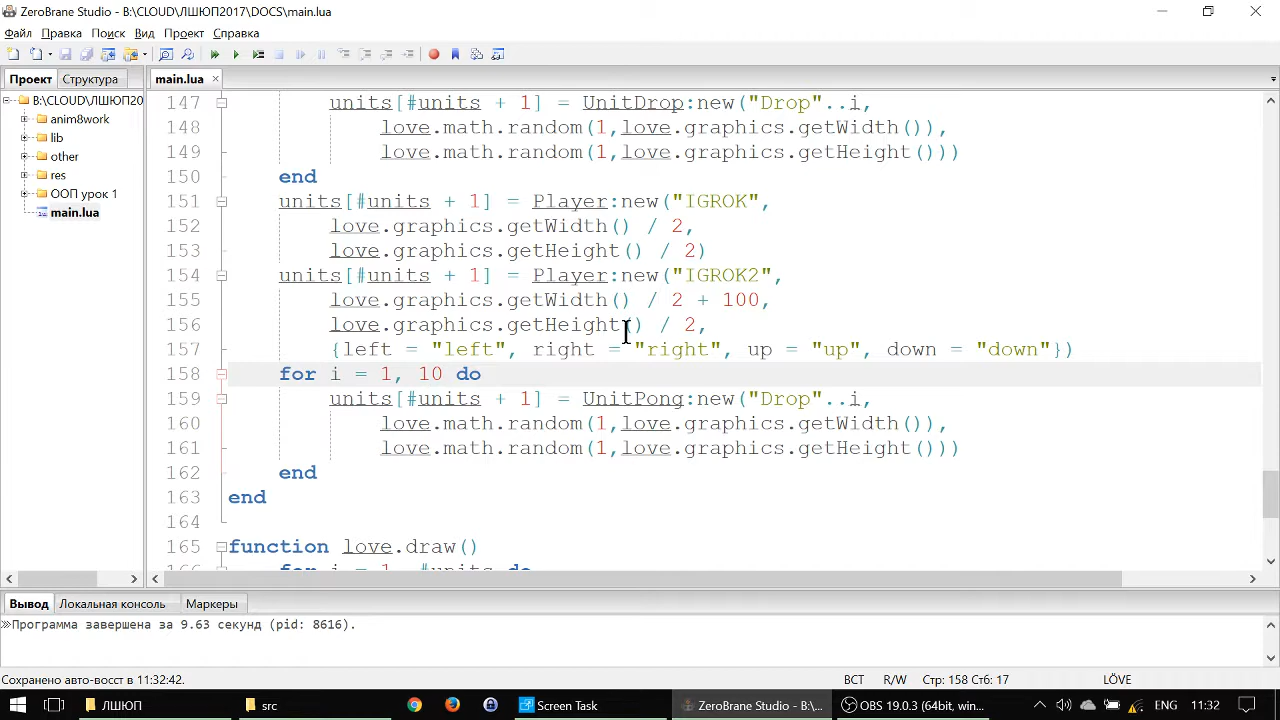 ZeroBrane Studio - B:\CLOUD\ЛШЮП2017\DOCS\main.lua
Файл Правка Поиск Вид Проект Справка
Проект Структура
main.lua
B:\CLOUD\ЛШЮП20
anim8work
lib
other
res
ООП урок 1
main.lua
147 units[#units + 1] = UnitDrop:new("Drop"..i,
148 love.math.random(1,love.graphics.getWidth()),
149 love.math.random(1,love.graphics.getHeight()))
150 end
151 units[#units + 1] = Player:new("IGROK",
152 love.graphics.getWidth() / 2,
153 love.graphics.getHeight() / 2)
154 units[#units + 1] = Player:new("IGROK2",
155 love.graphics.getWidth() / 2 + 100,
156 love.graphics.getHeight() / 2,
157 {left = "left", right = "right", up = "up", down = "down"})
158 for i = 1, 10 do
159 units[#units + 1] = UnitPong:new("Drop"..i,
160 love.math.random(1,love.graphics.getWidth()),
161 love.math.random(1,love.graphics.getHeight()))
162 end
163 end
164
165 function love.draw()
166 for i = 1, #units do
Вывод Локальная консоль Маркеры
Программа завершена за 9.63 секунд (pid: 8616).
Сохранено авто-восст в 11:32:42. ВСТ R/W Стр: 158 Стб: 17 LÖVE
ЛШЮП src Screen Task ZeroBrane Studio - B:\... OBS 19.0.3 (64bit, win... ENG 11:32